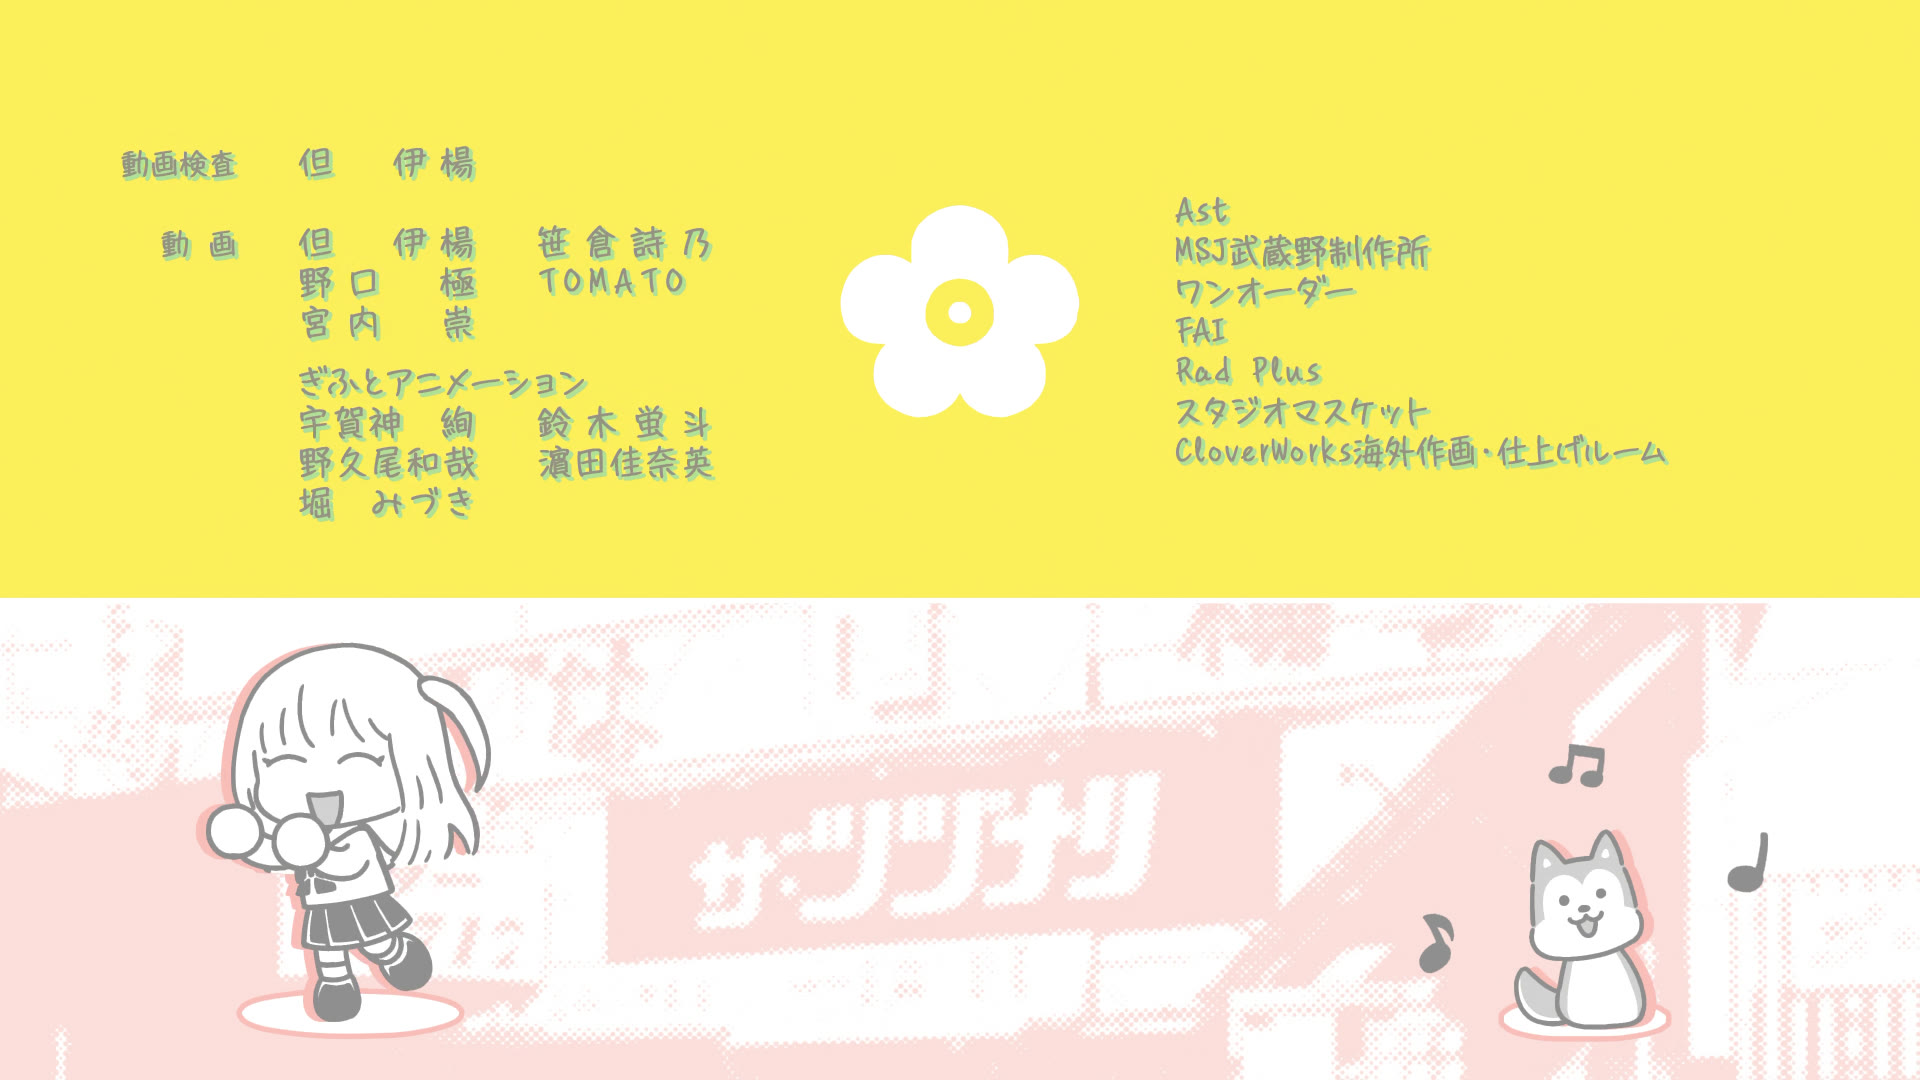 動画検査 但 伊楊
動画 但 伊楊 笹倉詩乃
野口 極 TOMATO
宮内 崇
ぎふとアニメーション
宇賀神 絢 鈴木蛍斗
野久尾和哉 濱田佳奈英
堀 みづき
Ast
MSJ武蔵野制作所
ワンオーダー
FAI
Rad Plus
スタジオマスケット
CloverWorks海外作画・仕上げルーム
ザ・ツツナリ